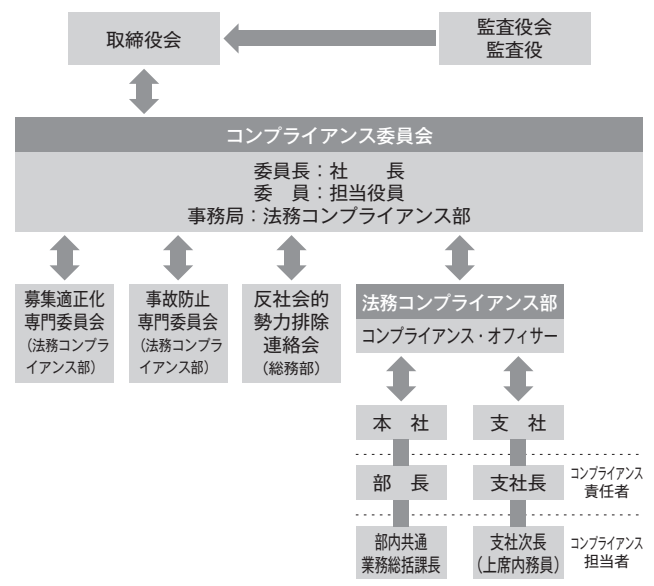 取締役会
監査役会
監査役
コンプライアンス委員会
委員長：社　　長
委　員：担当役員
事務局：法務コンプライアンス部
募集適正化
専門委員会
（法務コンプラ
イアンス部）
事故防止
専門委員会
（法務コンプラ
イアンス部）
反社会的
勢力排除
連絡会
（総務部）
法務コンプライアンス部
コンプライアンス・オフィサー
本　社
支　社
部　長
支社長
コンプライアンス
責任者
部内共通
業務総括課長
支社次長
（上席内務員）
コンプライアンス
担当者